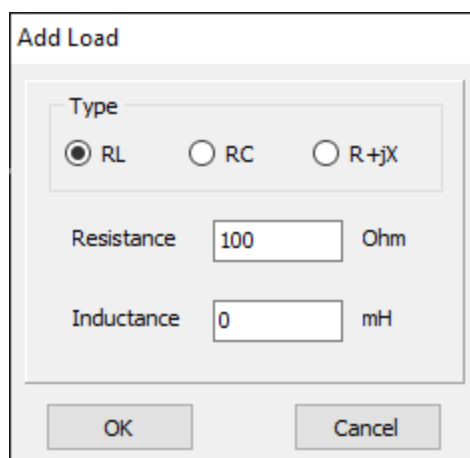 Add Load
Type
RL RC R+jX
Resistance 100 Ohm
Inductance 0 mH
OK Cancel